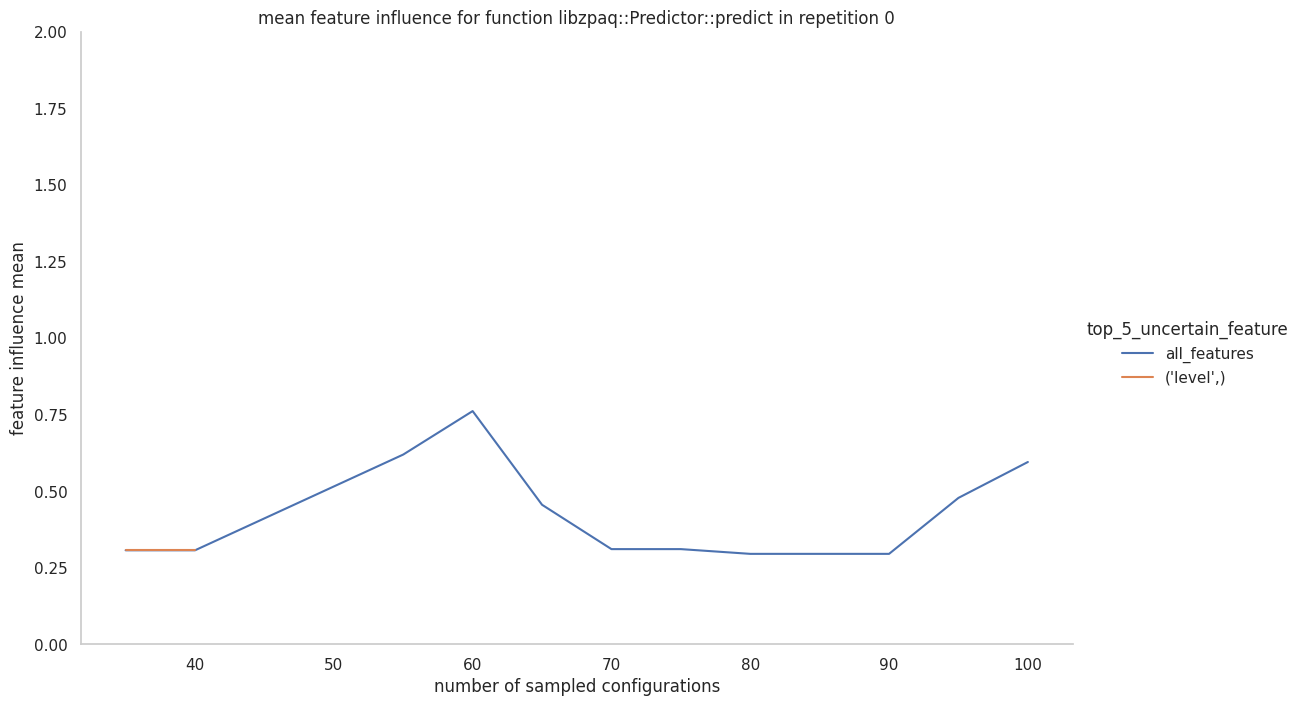 mean feature influence for function libzpaq::Predictor::predict in repetition 0
2.00
1.75
1.50
1.25
1.00
0.75
0.50
0.25
0.00
feature influence mean
40 50 60 70 80 90 100
number of sampled configurations
top_5_uncertain_feature
all_features
('level',)